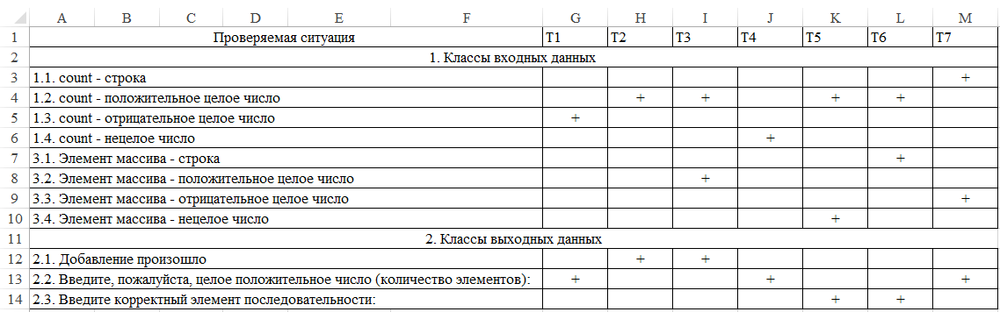 A B C D E F G H I J K L M
1 Проверяемая ситуация T1 T2 T3 T4 T5 T6 T7
2 1. Классы входных данных
3 1.1. count - строка +
4 1.2. count - положительное целое число + + + +
5 1.3. count - отрицательное целое число +
6 1.4. count - нецелое число +
7 3.1. Элемент массива - строка +
8 3.2. Элемент массива - положительное целое число +
9 3.3. Элемент массива - отрицательное целое число +
10 3.4. Элемент массива - нецелое число +
11 2. Классы выходных данных
12 2.1. Добавление произошло + +
13 2.2. Введите, пожалуйста, целое положительное число (количество элементов): + + +
14 2.3. Введите корректный элемент последовательности: + +